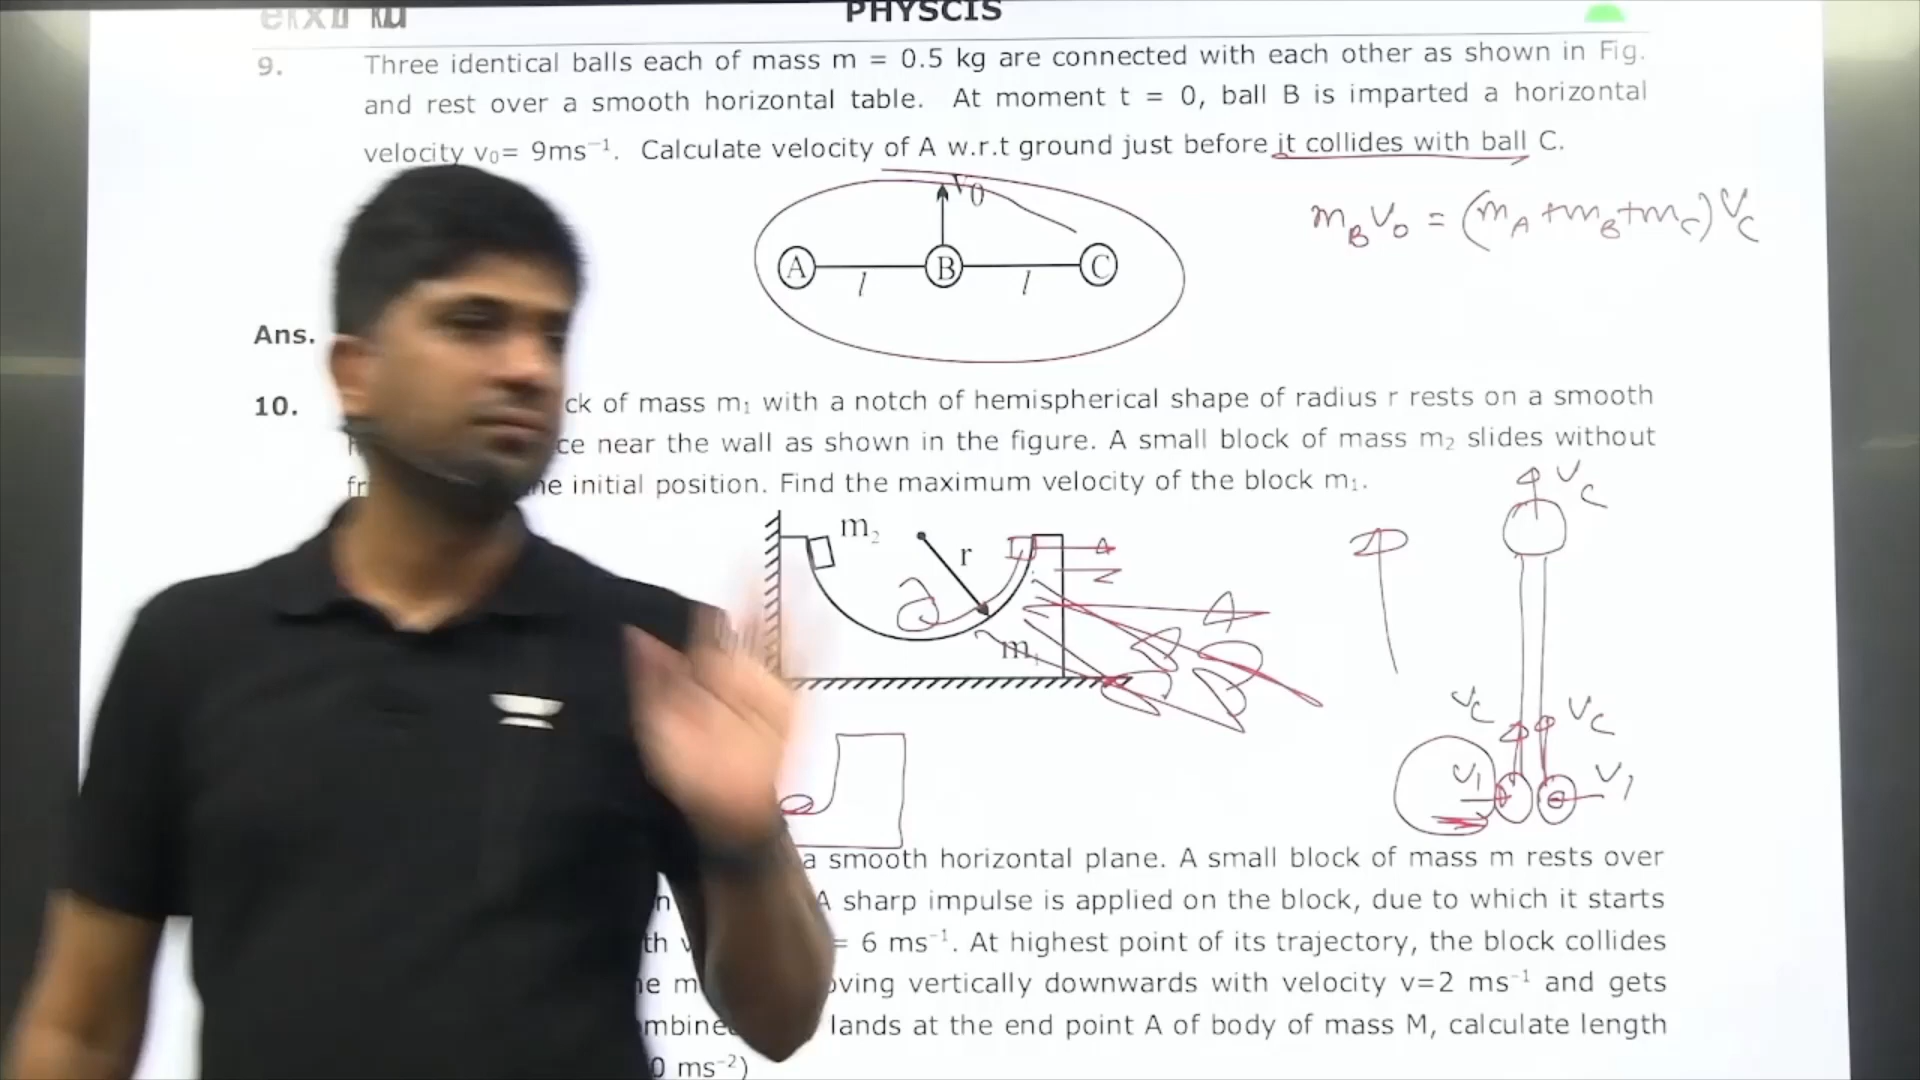 PHYSCIS
9. Three identical balls each of mass m = 0.5 kg are connected with each other as shown in Fig.
and rest over a smooth horizontal table. At moment t = 0, ball B is imparted a horizontal
velocity v₀= 9ms⁻¹. Calculate velocity of A w.r.t ground just before it collides with ball C.
v₀
m_B V₀ = (m_A + m_B + m_C) V_C
A B C
l l
Ans.
10. ck of mass m₁ with a notch of hemispherical shape of radius r rests on a smooth
ce near the wall as shown in the figure. A small block of mass m₂ slides without
fr he initial position. Find the maximum velocity of the block m₁.
V_C
m₂
r
m₁
V_C V_C
V₁ V₁
a smooth horizontal plane. A small block of mass m rests over
n A sharp impulse is applied on the block, due to which it starts
th v = 6 ms⁻¹. At highest point of its trajectory, the block collides
e m oving vertically downwards with velocity v=2 ms⁻¹ and gets
mbine lands at the end point A of body of mass M, calculate length
0 ms⁻²)